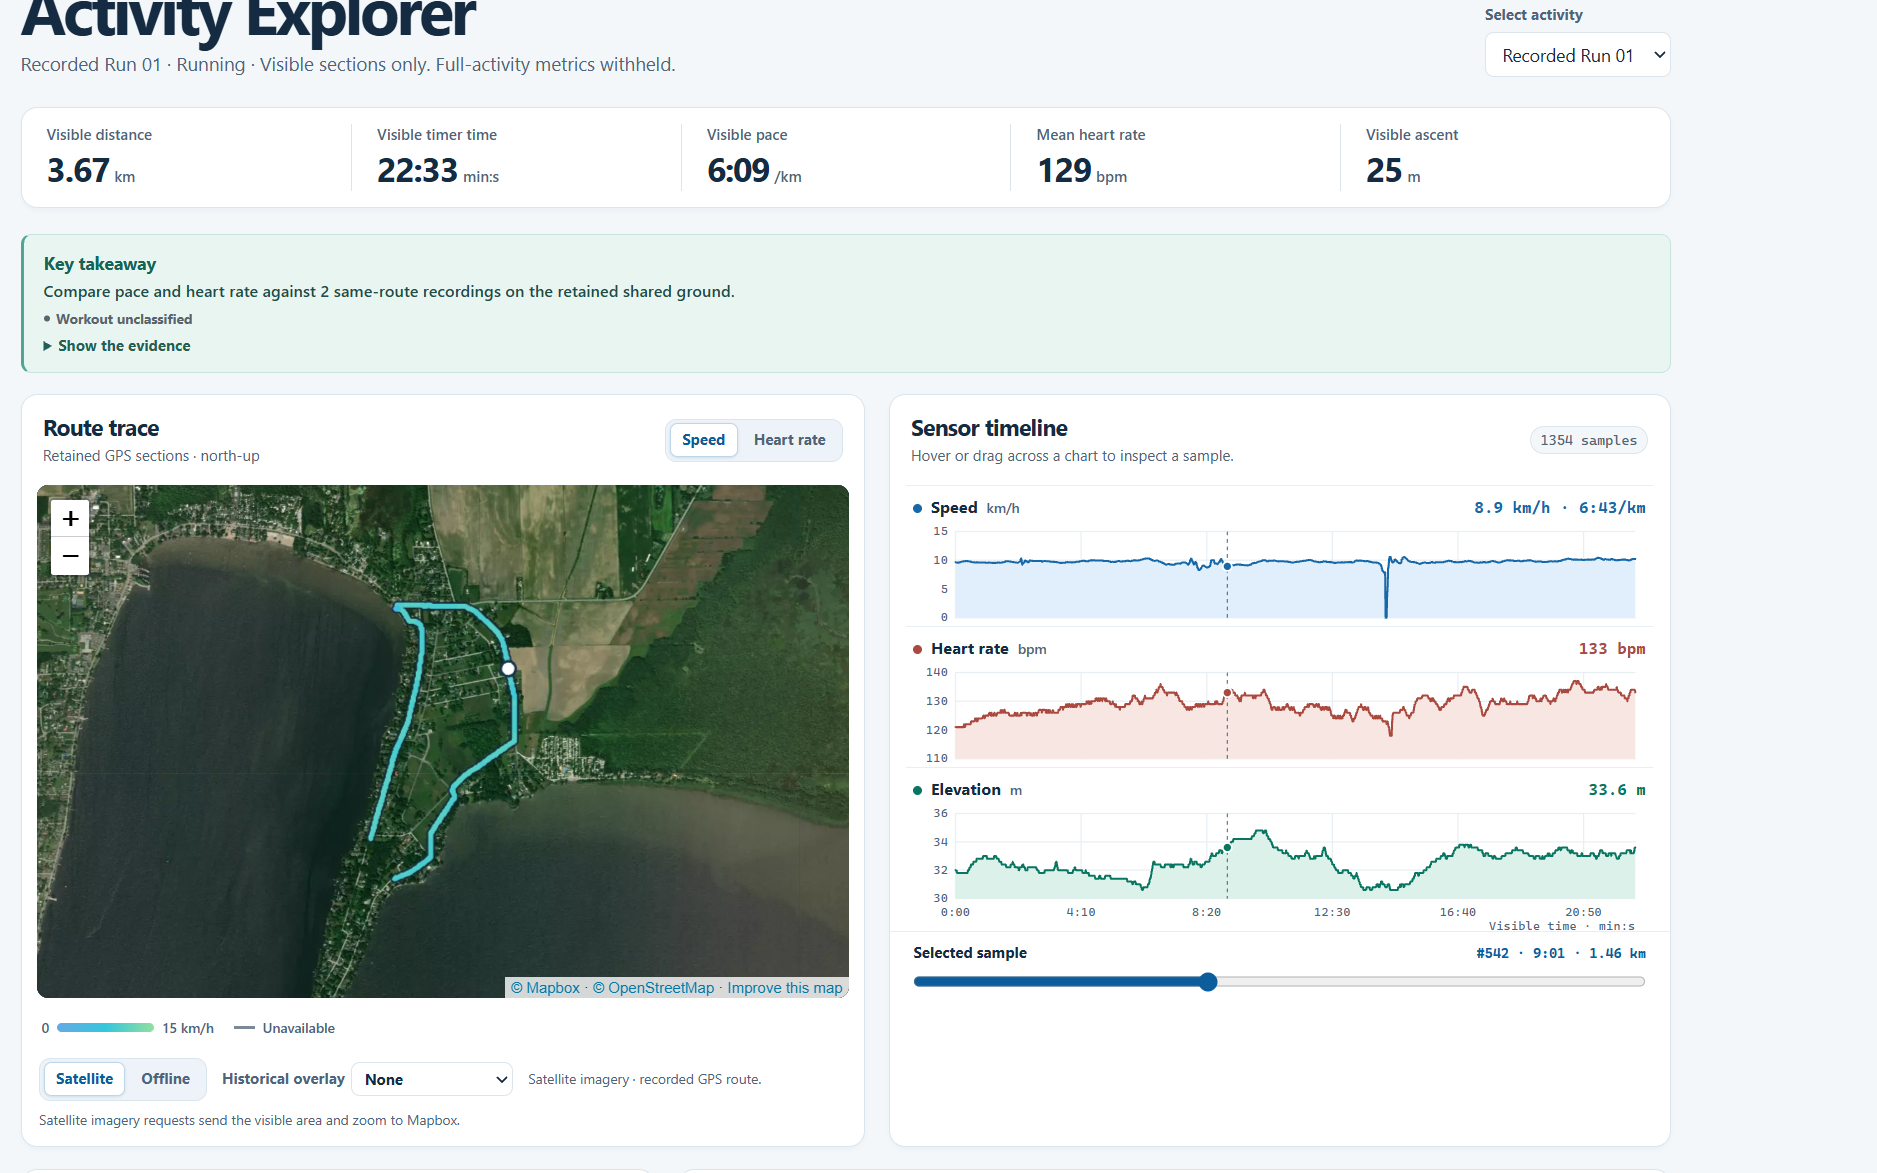 Activity Explorer
Recorded Run 01 · Running · Visible sections only. Full-activity metrics withheld.
Select activity
Recorded Run 01
Visible distance
3.67 km
Visible timer time
22:33 min:s
Visible pace
6:09 /km
Mean heart rate
129 bpm
Visible ascent
25 m
Key takeaway
Compare pace and heart rate against 2 same-route recordings on the retained shared ground.
• Workout unclassified
▶ Show the evidence
Route trace
Retained GPS sections · north-up
Speed
Heart rate
+
−
© Mapbox · © OpenStreetMap · Improve this map
0
15 km/h
Unavailable
Satellite
Offline
Historical overlay
None
Satellite imagery · recorded GPS route.
Satellite imagery requests send the visible area and zoom to Mapbox.
Sensor timeline
Hover or drag across a chart to inspect a sample.
1354 samples
Speed km/h
8.9 km/h · 6:43/km
15
10
5
0
Heart rate bpm
133 bpm
140
130
120
110
Elevation m
33.6 m
36
34
32
30
0:00 4:10 8:20 12:30 16:40 20:50
Visible time · min:s
Selected sample
#542 · 9:01 · 1.46 km